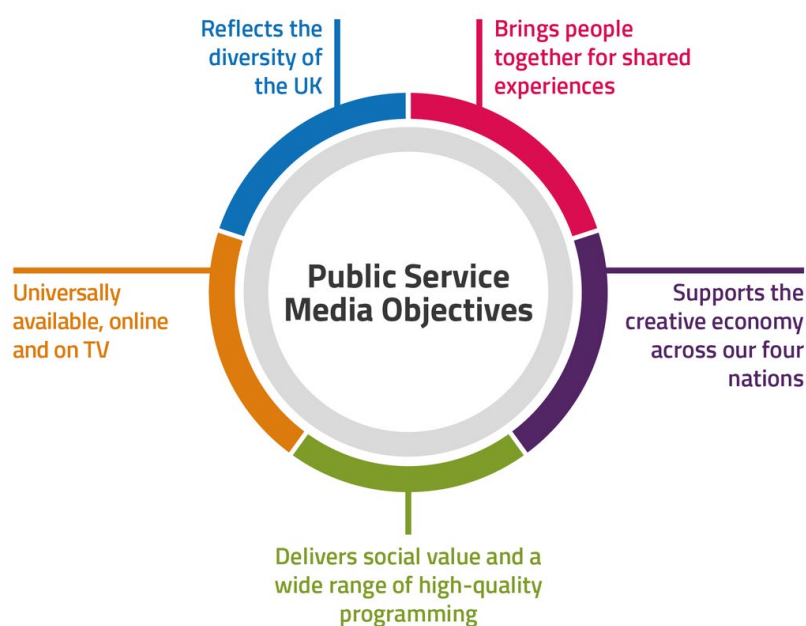 Reflects the
diversity of
the UK
Brings people
together for shared
experiences
Public Service
Media Objectives
Universally
available, online
and on TV
Supports the
creative economy
across our four
nations
Delivers social value and a
wide range of high-quality
programming